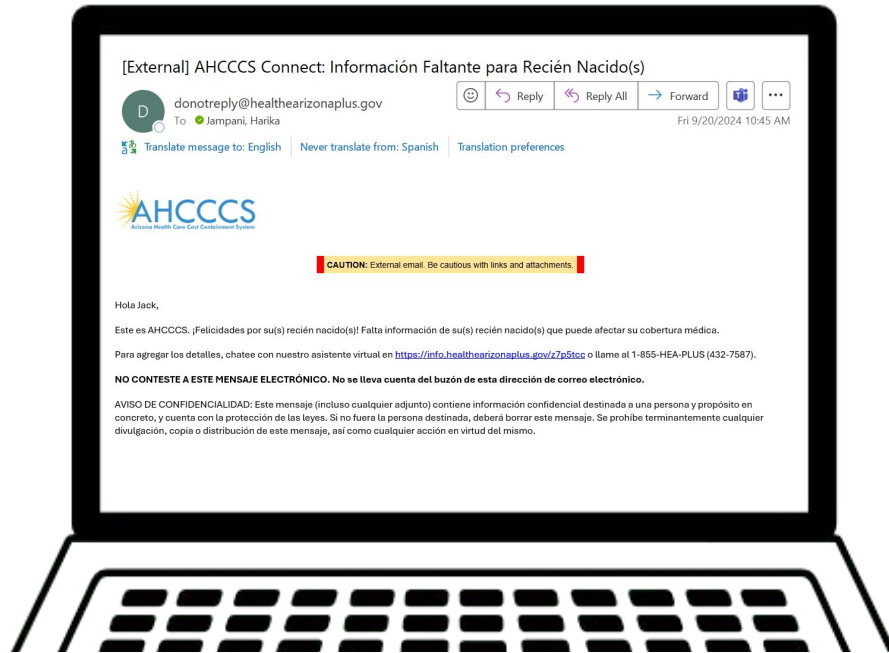 [External] AHCCCS Connect: Información Faltante para Recién Nacido(s)
D
donotreply@healthearizonaplus.gov
To Jampani, Harika
Reply
Reply All
Forward
Fri 9/20/2024 10:45 AM
Translate message to: English
Never translate from: Spanish
Translation preferences
AHCCCS
Arizona Health Care Cost Containment System
CAUTION: External email. Be cautious with links and attachments.
Hola Jack,
Este es AHCCCS. ¡Felicidades por su(s) recién nacido(s)! Falta información de su(s) recién nacido(s) que puede afectar su cobertura médica.
Para agregar los detalles, chatee con nuestro asistente virtual en https://info.healthearizonaplus.gov/z7p5tcc o llame al 1-855-HEA-PLUS (432-7587).
NO CONTESTE A ESTE MENSAJE ELECTRÓNICO. No se lleva cuenta del buzón de esta dirección de correo electrónico.
AVISO DE CONFIDENCIALIDAD: Este mensaje (incluso cualquier adjunto) contiene información confidencial destinada a una persona y propósito en
concreto, y cuenta con la protección de las leyes. Si no fuera la persona destinada, deberá borrar este mensaje. Se prohíbe terminantemente cualquier
divulgación, copia o distribución de este mensaje, así como cualquier acción en virtud del mismo.